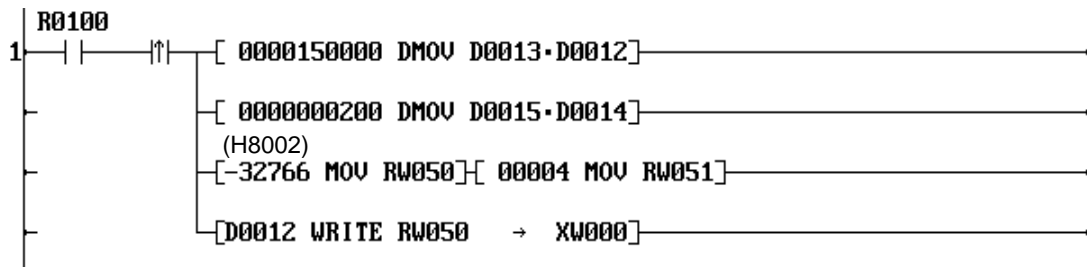 R0100
1 [ 0000150000 DMOV D0013·D0012]
[ 0000000200 DMOV D0015·D0014]
(H8002)
[-32766 MOV RW050] [ 00004 MOV RW051]
[D0012 WRITE RW050 → XW000]